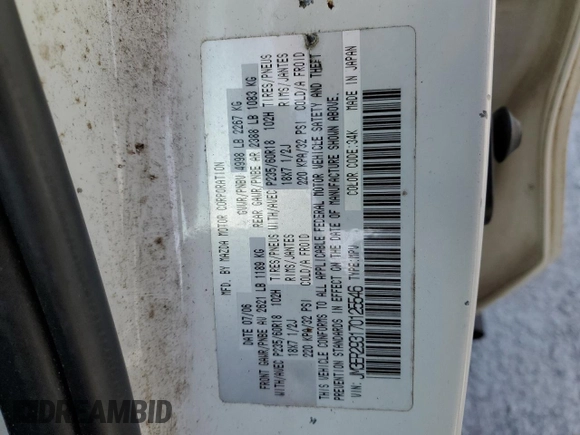 MFD. BY MAZDA MOTOR CORPORATION
DATE 07/06 GVWR/PNBV 4998 LB 2267 KG
FRONT GAWR/PNBE AV 2621 LB 1189 KG REAR GAWR/PNBE AR 2388 LB 1083 KG
WITH/AVEC P235/60R18 102H TIRES/PNEUS WITH/AVEC P235/60R18 102H TIRES/PNEUS
18X7 1/2J RIMS/JANTES 18X7 1/2J RIMS/JANTES
220 KPA/32 PSI COLD/A FROID 220 KPA/32 PSI COLD/A FROID
THIS VEHICLE CONFORMS TO ALL APPLICABLE FEDERAL MOTOR VEHICLE SAFETY AND THEFT
PREVENTION STANDARDS IN EFFECT ON THE DATE OF MANUFACTURE SHOWN ABOVE.
VIN: JM3ER293170125546 TYPE:MPV COLOR CODE:34K MADE IN JAPAN
DREAMBID